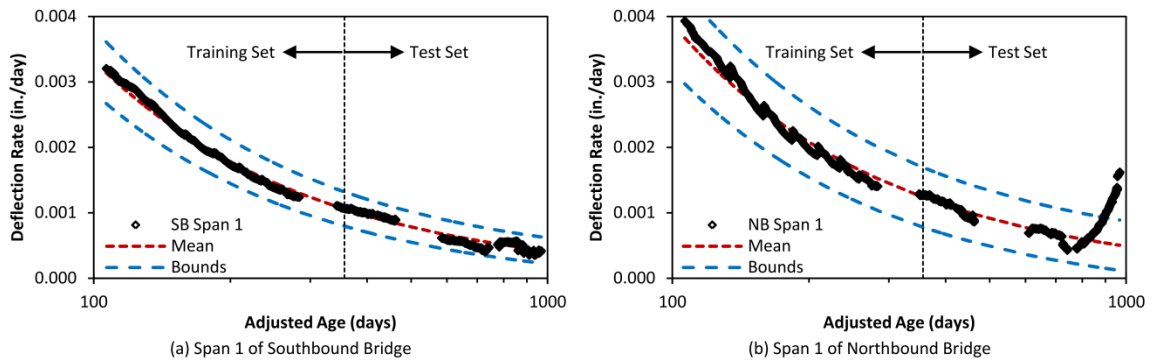 Deflection Rate (in./day)
0.004
0.003
0.002
0.001
0.000
Training Set
Test Set
SB Span 1
Mean
Bounds
100
1000
Adjusted Age (days)
(a) Span 1 of Southbound Bridge
Deflection Rate (in./day)
0.004
0.003
0.002
0.001
0.000
Training Set
Test Set
NB Span 1
Mean
Bounds
100
1000
Adjusted Age (days)
(b) Span 1 of Northbound Bridge